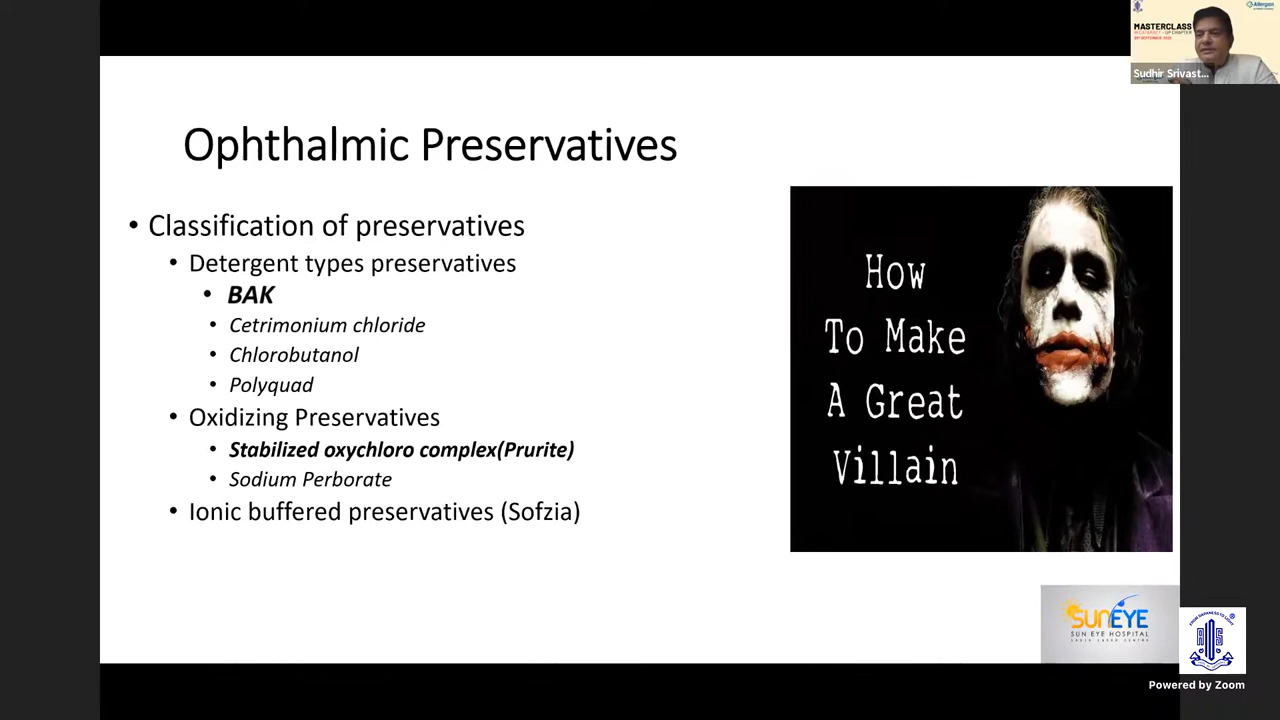 Allergan
MASTERCLASS
Sudhir Srivast...
Ophthalmic Preservatives
• Classification of preservatives
• Detergent types preservatives
• BAK
• Cetrimonium chloride
• Chlorobutanol
• Polyquad
• Oxidizing Preservatives
• Stabilized oxychloro complex(Prurite)
• Sodium Perborate
• Ionic buffered preservatives (Sofzia)
How
To Make
A Great
Villain
SUNEYE
SUN EYE HOSPITAL
Powered by Zoom